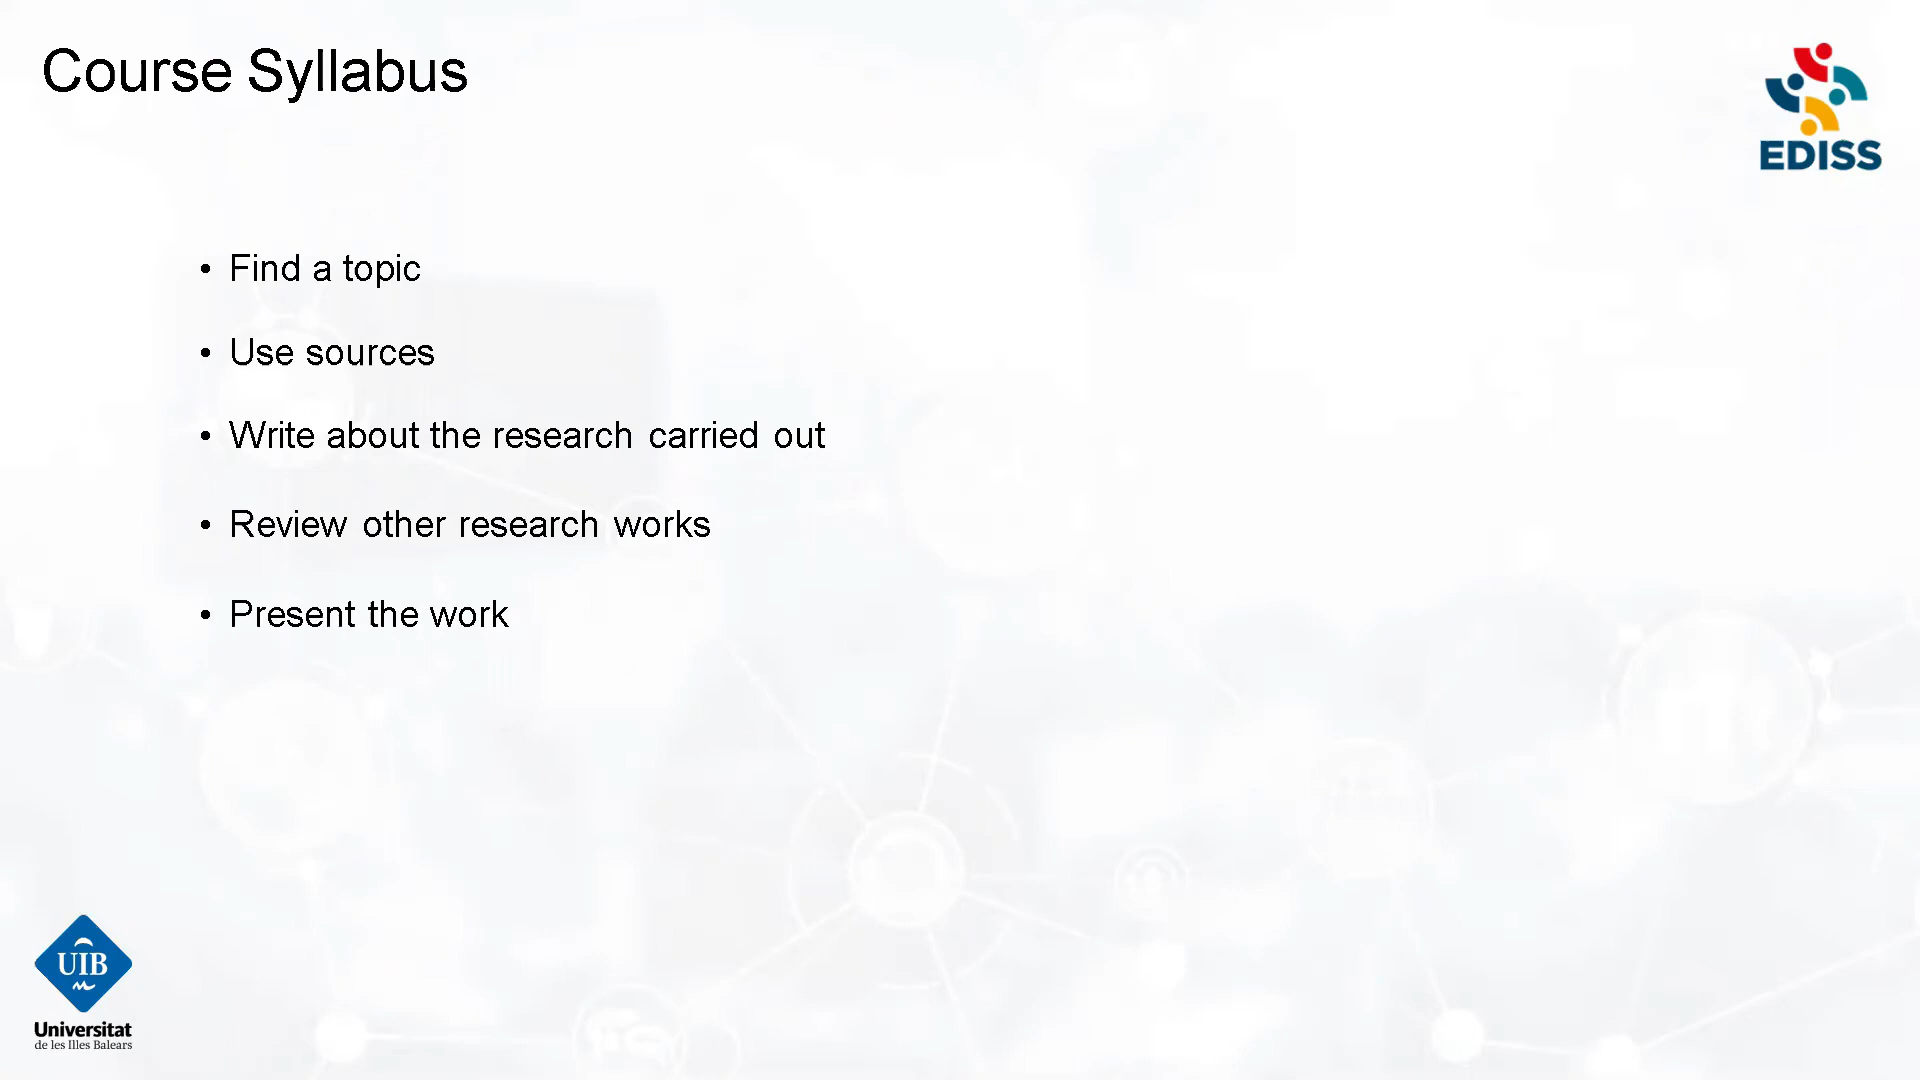 Course Syllabus
EDISS
• Find a topic
• Use sources
• Write about the research carried out
• Review other research works
• Present the work
UIB
Universitat
de les Illes Balears